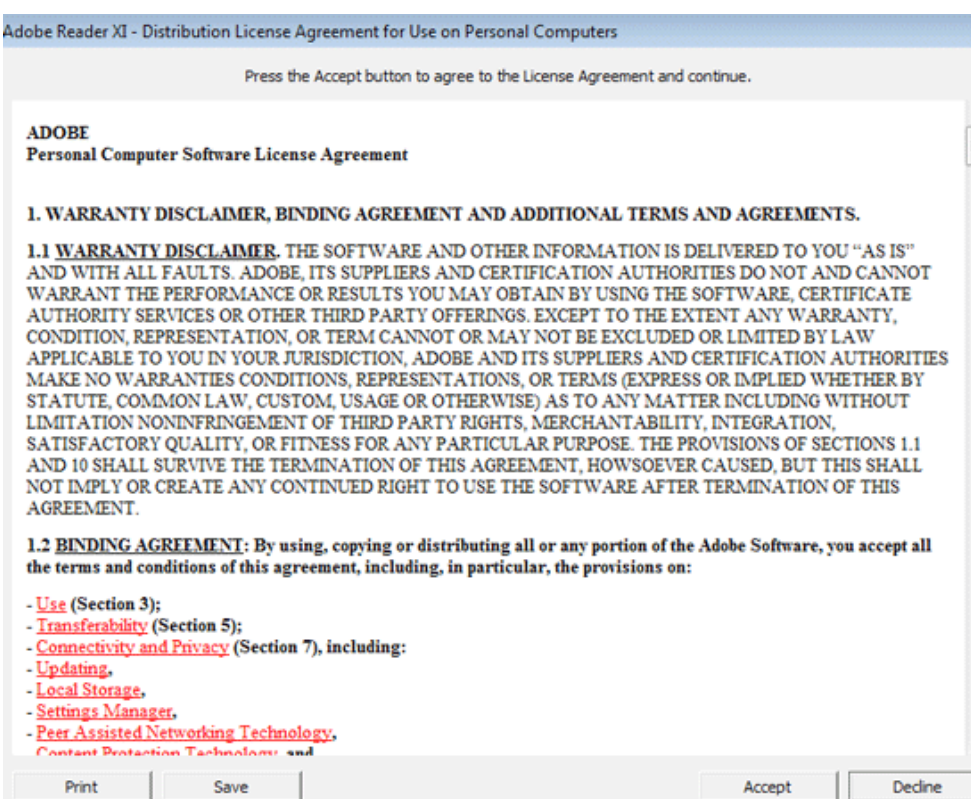 Adobe Reader XI - Distribution License Agreement for Use on Personal Computers
Press the Accept button to agree to the License Agreement and continue.
ADOBE
Personal Computer Software License Agreement
1. WARRANTY DISCLAIMER, BINDING AGREEMENT AND ADDITIONAL TERMS AND AGREEMENTS.
1.1 WARRANTY DISCLAIMER. THE SOFTWARE AND OTHER INFORMATION IS DELIVERED TO YOU “AS IS”
AND WITH ALL FAULTS. ADOBE, ITS SUPPLIERS AND CERTIFICATION AUTHORITIES DO NOT AND CANNOT
WARRANT THE PERFORMANCE OR RESULTS YOU MAY OBTAIN BY USING THE SOFTWARE, CERTIFICATE
AUTHORITY SERVICES OR OTHER THIRD PARTY OFFERINGS. EXCEPT TO THE EXTENT ANY WARRANTY,
CONDITION, REPRESENTATION, OR TERM CANNOT OR MAY NOT BE EXCLUDED OR LIMITED BY LAW
APPLICABLE TO YOU IN YOUR JURISDICTION, ADOBE AND ITS SUPPLIERS AND CERTIFICATION AUTHORITIES
MAKE NO WARRANTIES CONDITIONS, REPRESENTATIONS, OR TERMS (EXPRESS OR IMPLIED WHETHER BY
STATUTE, COMMON LAW, CUSTOM, USAGE OR OTHERWISE) AS TO ANY MATTER INCLUDING WITHOUT
LIMITATION NONINFRINGEMENT OF THIRD PARTY RIGHTS, MERCHANTABILITY, INTEGRATION,
SATISFACTORY QUALITY, OR FITNESS FOR ANY PARTICULAR PURPOSE. THE PROVISIONS OF SECTIONS 1.1
AND 10 SHALL SURVIVE THE TERMINATION OF THIS AGREEMENT, HOWSOEVER CAUSED, BUT THIS SHALL
NOT IMPLY OR CREATE ANY CONTINUED RIGHT TO USE THE SOFTWARE AFTER TERMINATION OF THIS
AGREEMENT.
1.2 BINDING AGREEMENT: By using, copying or distributing all or any portion of the Adobe Software, you accept all
the terms and conditions of this agreement, including, in particular, the provisions on:
- Use (Section 3);
- Transferability (Section 5);
- Connectivity and Privacy (Section 7), including:
- Updating,
- Local Storage,
- Settings Manager,
- Peer Assisted Networking Technology,
Content Protection Technology, and
Print
Save
Accept
Decline